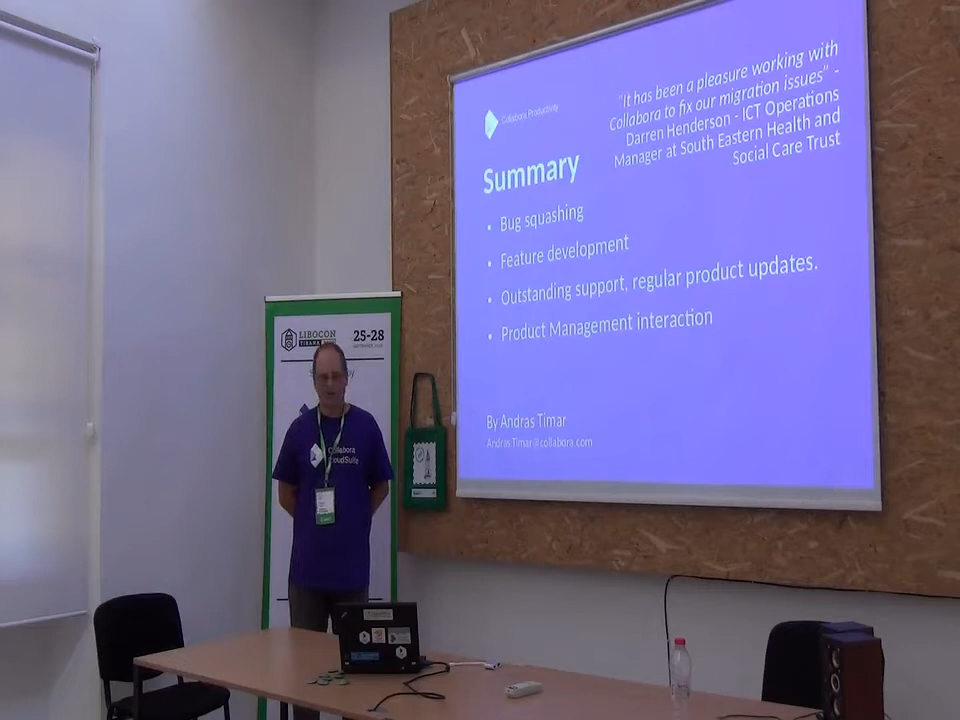 Collabora Productivity
"It has been a pleasure working with
Collabora to fix our migration issues" -
Darren Henderson - ICT Operations
Manager at South Eastern Health and
Social Care Trust
Summary
• Bug squashing
• Feature development
• Outstanding support, regular product updates.
• Product Management interaction
By Andras Timar
Andras.Timar@collabora.com
LIBOCON
TIRANA
25-28
Collabora
CloudSuite